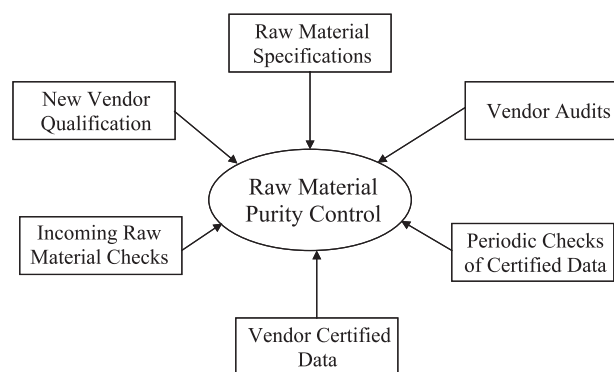 Raw Material
Specifications
New Vendor
Qualification
Vendor Audits
Raw Material
Purity Control
Incoming Raw
Material Checks
Periodic Checks
of Certified Data
Vendor Certified
Data